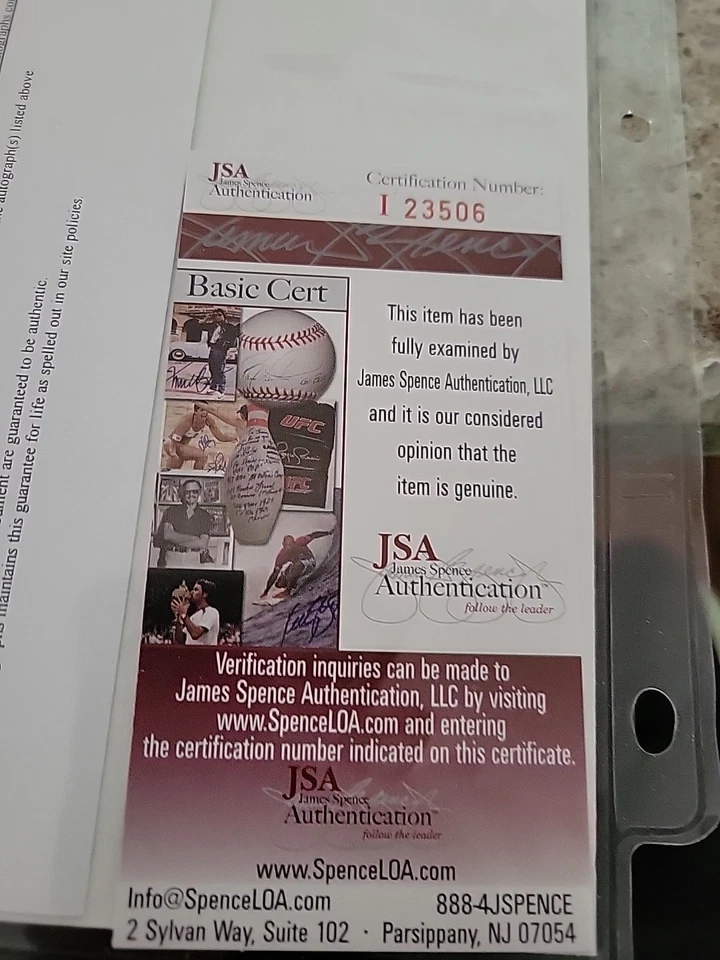 autograph(s) listed above.
are guaranteed to be authentic.
maintains this guarantee for life as spelled out in our site policies.
JSA
James Spence
Authentication
Certification Number:
I 23506
Basic Cert
UFC
This item has been
fully examined by
James Spence Authentication, LLC
and it is our considered
opinion that the
item is genuine.
JSA
James Spence
Authentication™
follow the leader
Verification inquiries can be made to
James Spence Authentication, LLC by visiting
www.SpenceLOA.com and entering
the certification number indicated on this certificate.
JSA
James Spence
Authentication™
follow the leader
www.SpenceLOA.com
Info@SpenceLOA.com 888-4JSPENCE
2 Sylvan Way, Suite 102 · Parsippany, NJ 07054